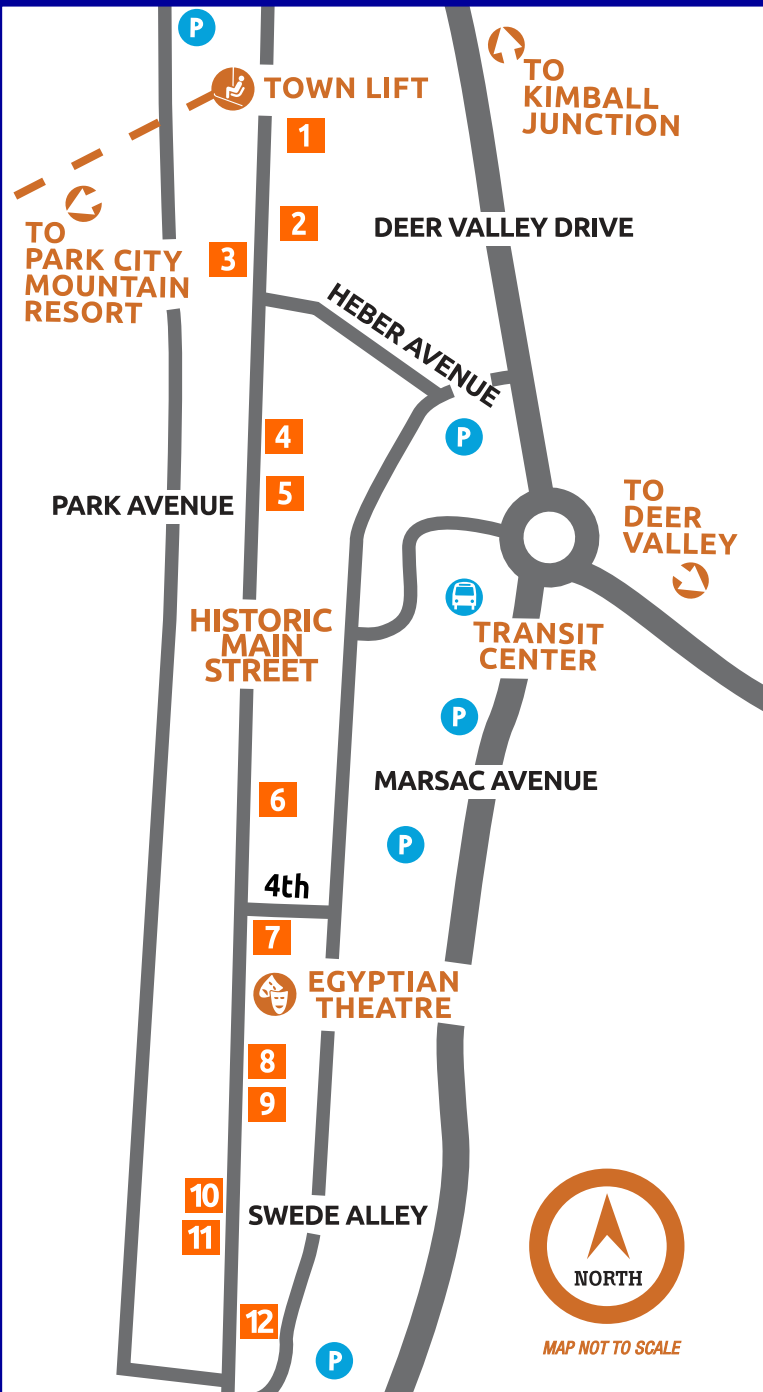 P
TOWN LIFT
TO
KIMBALL
JUNCTION
1
2
DEER VALLEY DRIVE
TO
PARK CITY
MOUNTAIN
RESORT
3
HEBER AVENUE
4
P
5
PARK AVENUE
TO
DEER
VALLEY
HISTORIC
MAIN
STREET
TRANSIT
CENTER
P
MARSAC AVENUE
6
P
4th
7
EGYPTIAN
THEATRE
8
9
10
SWEDE ALLEY
11
NORTH
12
MAP NOT TO SCALE
P